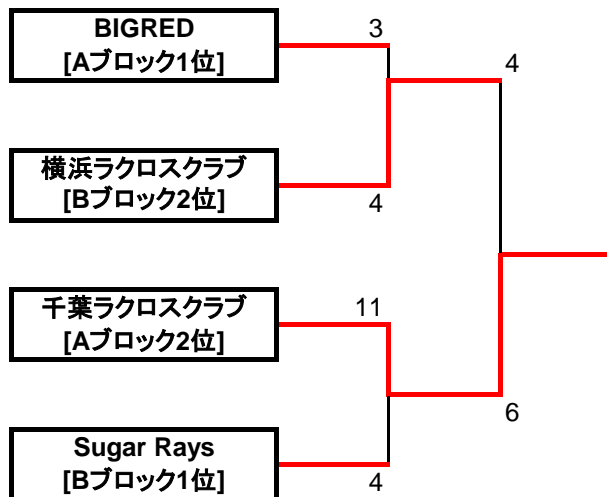 BIGRED
[Aブロック1位]
3
4
横浜ラクロスクラブ
[Bブロック2位]
4
千葉ラクロスクラブ
[Aブロック2位]
11
6
Sugar Rays
[Bブロック1位]
4